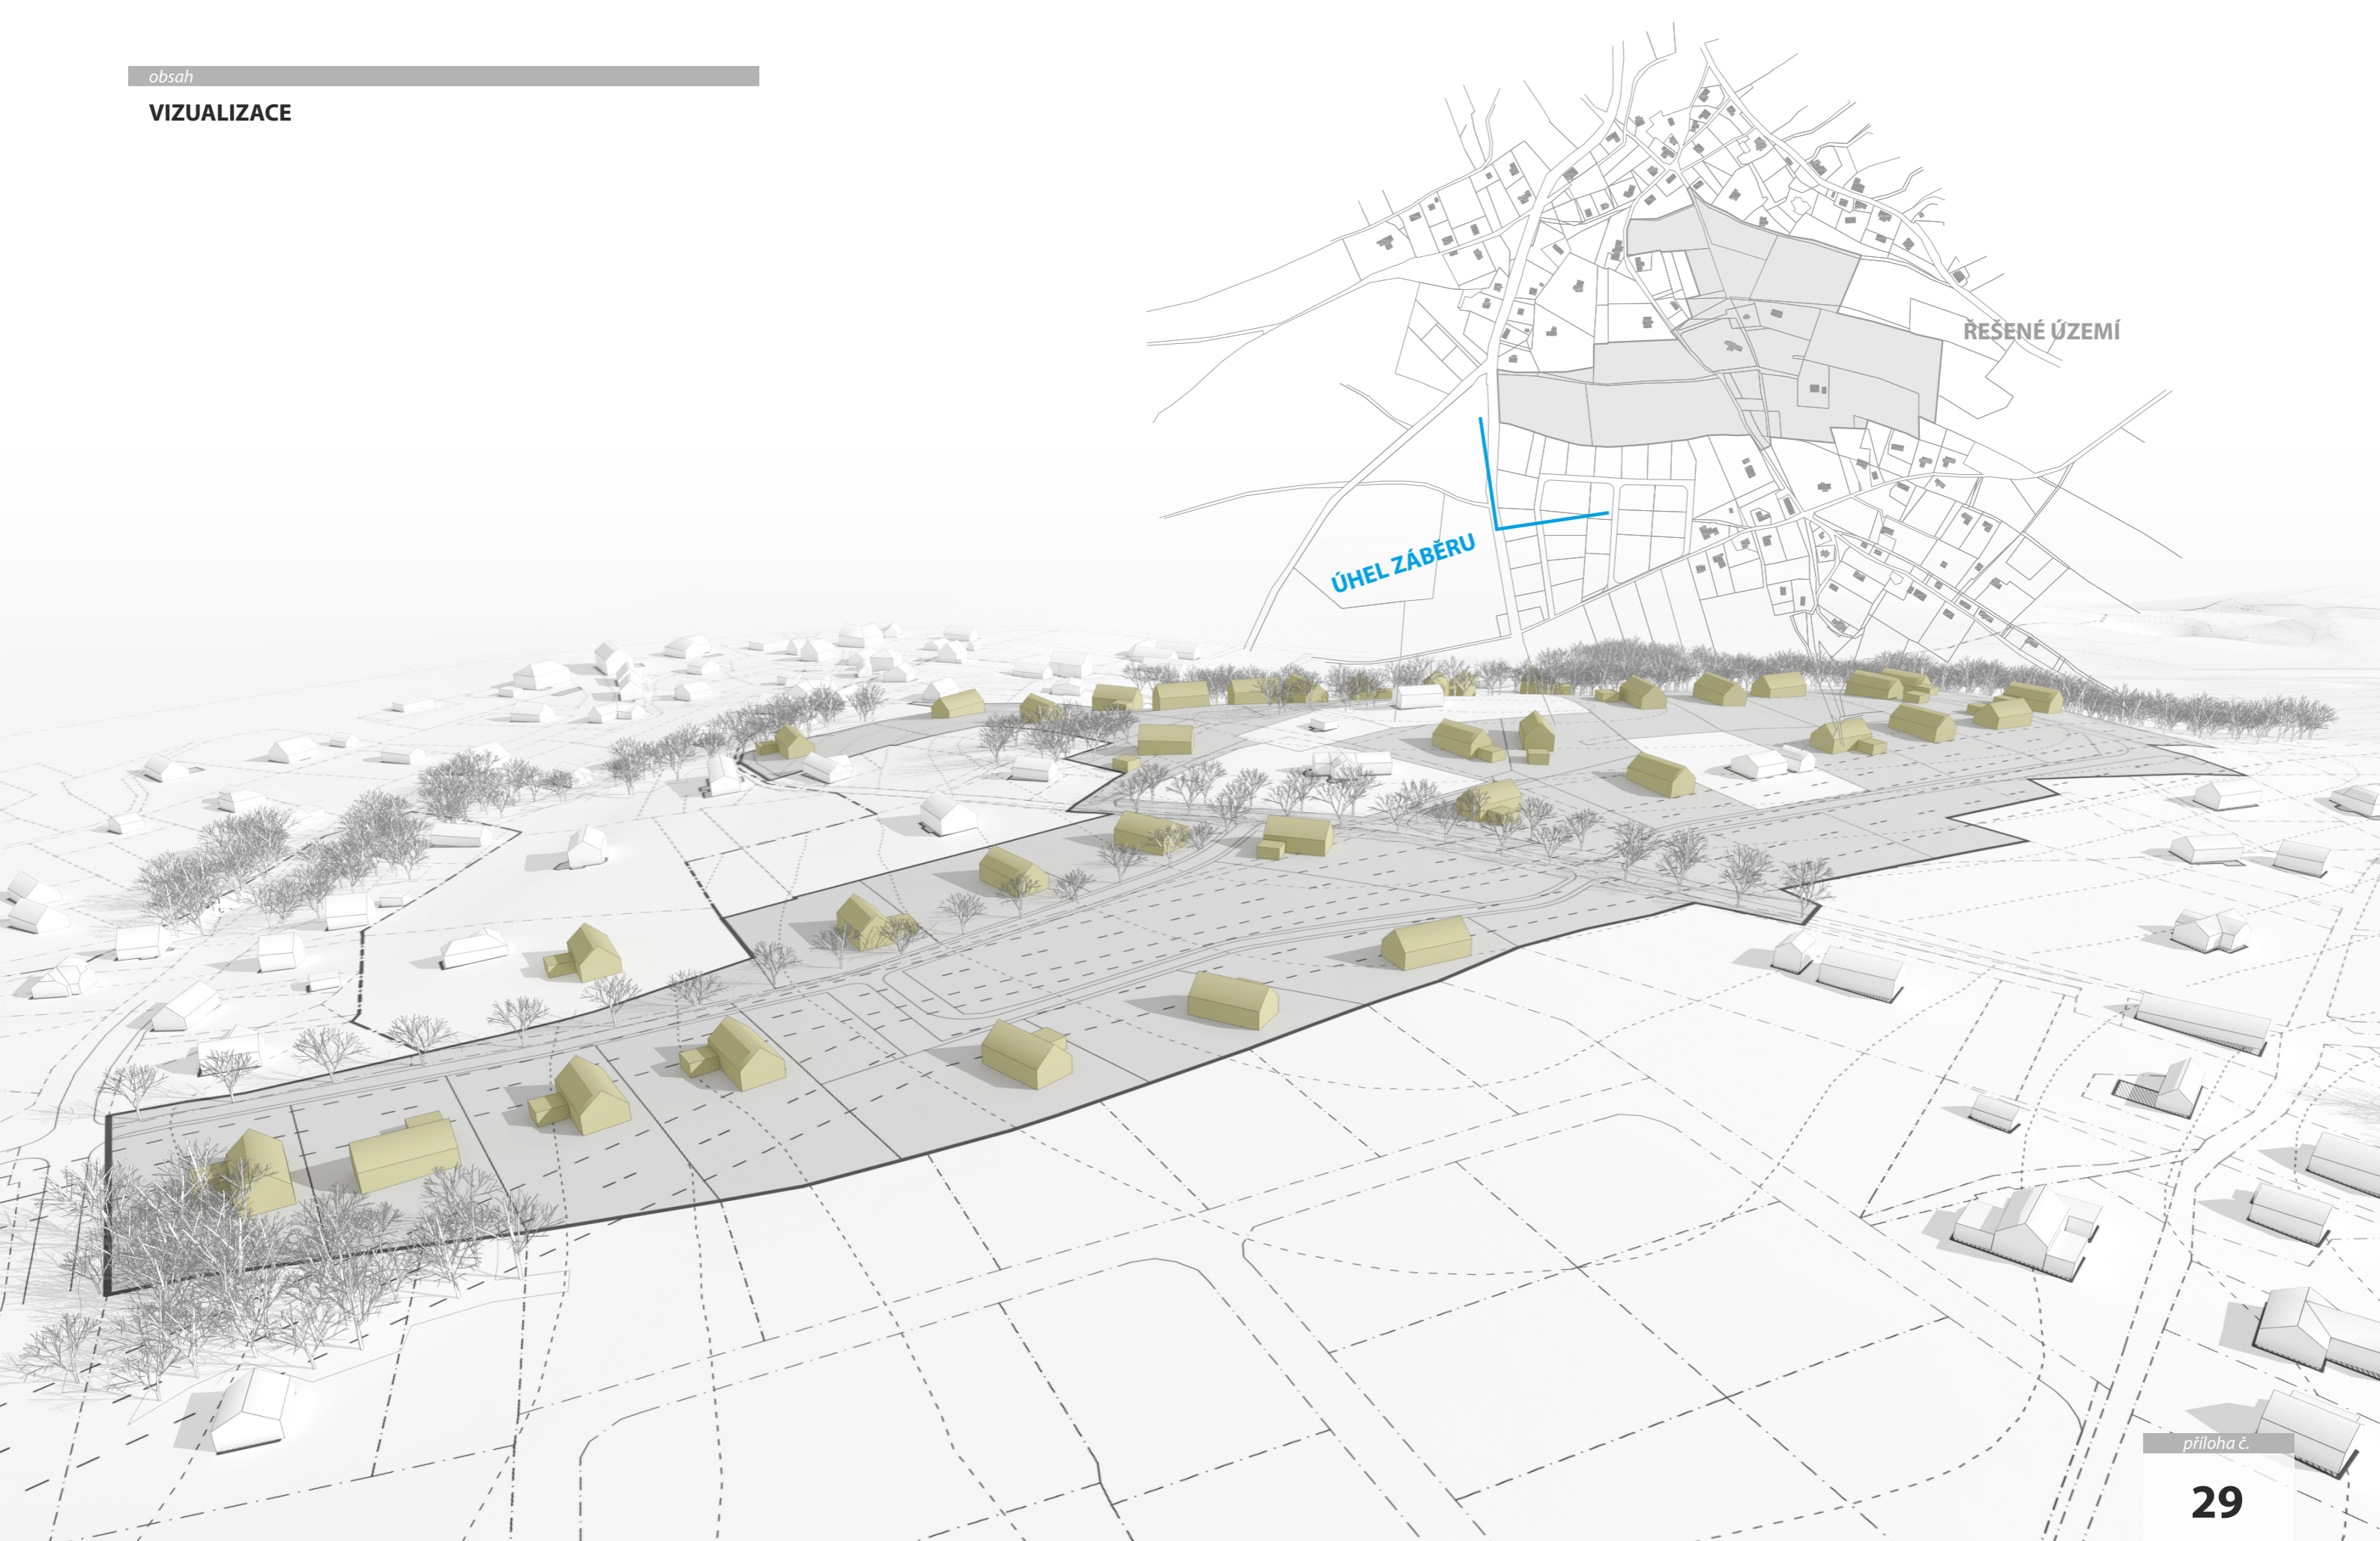 obsah
VIZUALIZACE
ŘEŠENÉ ÚZEMÍ
ÚHEL ZÁBĚRU
příloha č.
29